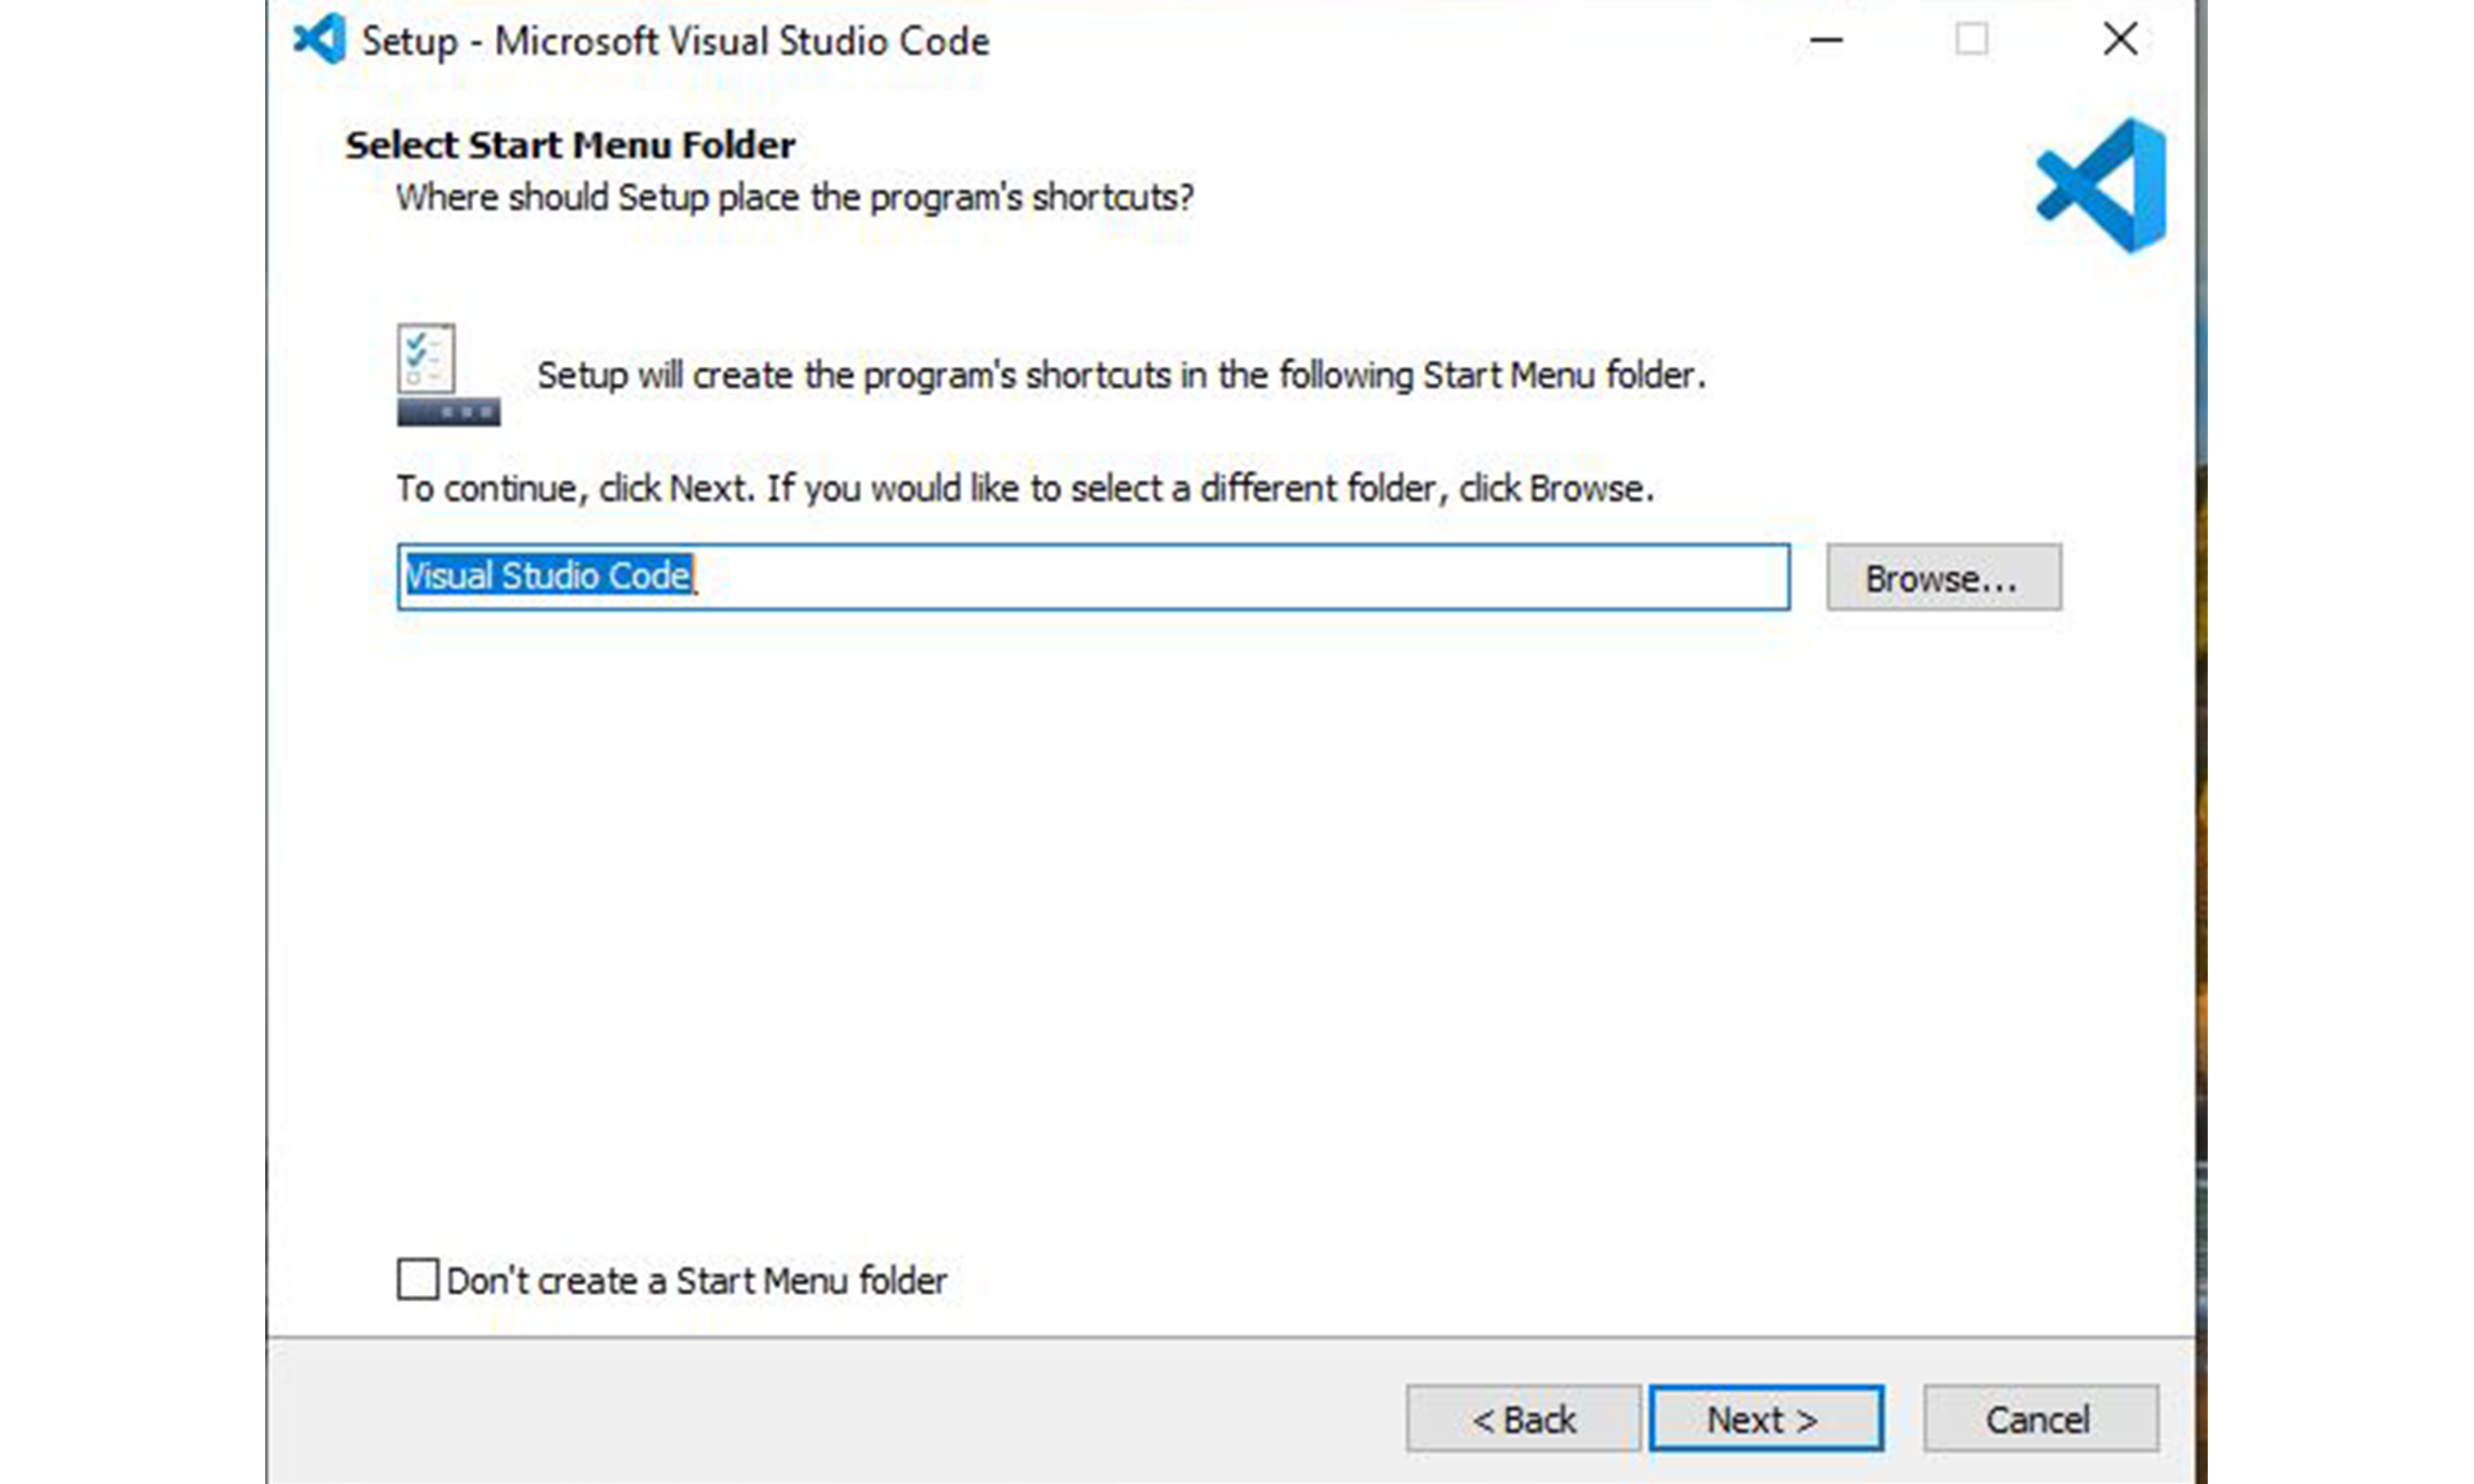 Setup - Microsoft Visual Studio Code
Select Start Menu Folder
Where should Setup place the program's shortcuts?
Setup will create the program's shortcuts in the following Start Menu folder.
To continue, click Next. If you would like to select a different folder, click Browse.
Visual Studio Code
Browse...
Don't create a Start Menu folder
< Back
Next >
Cancel